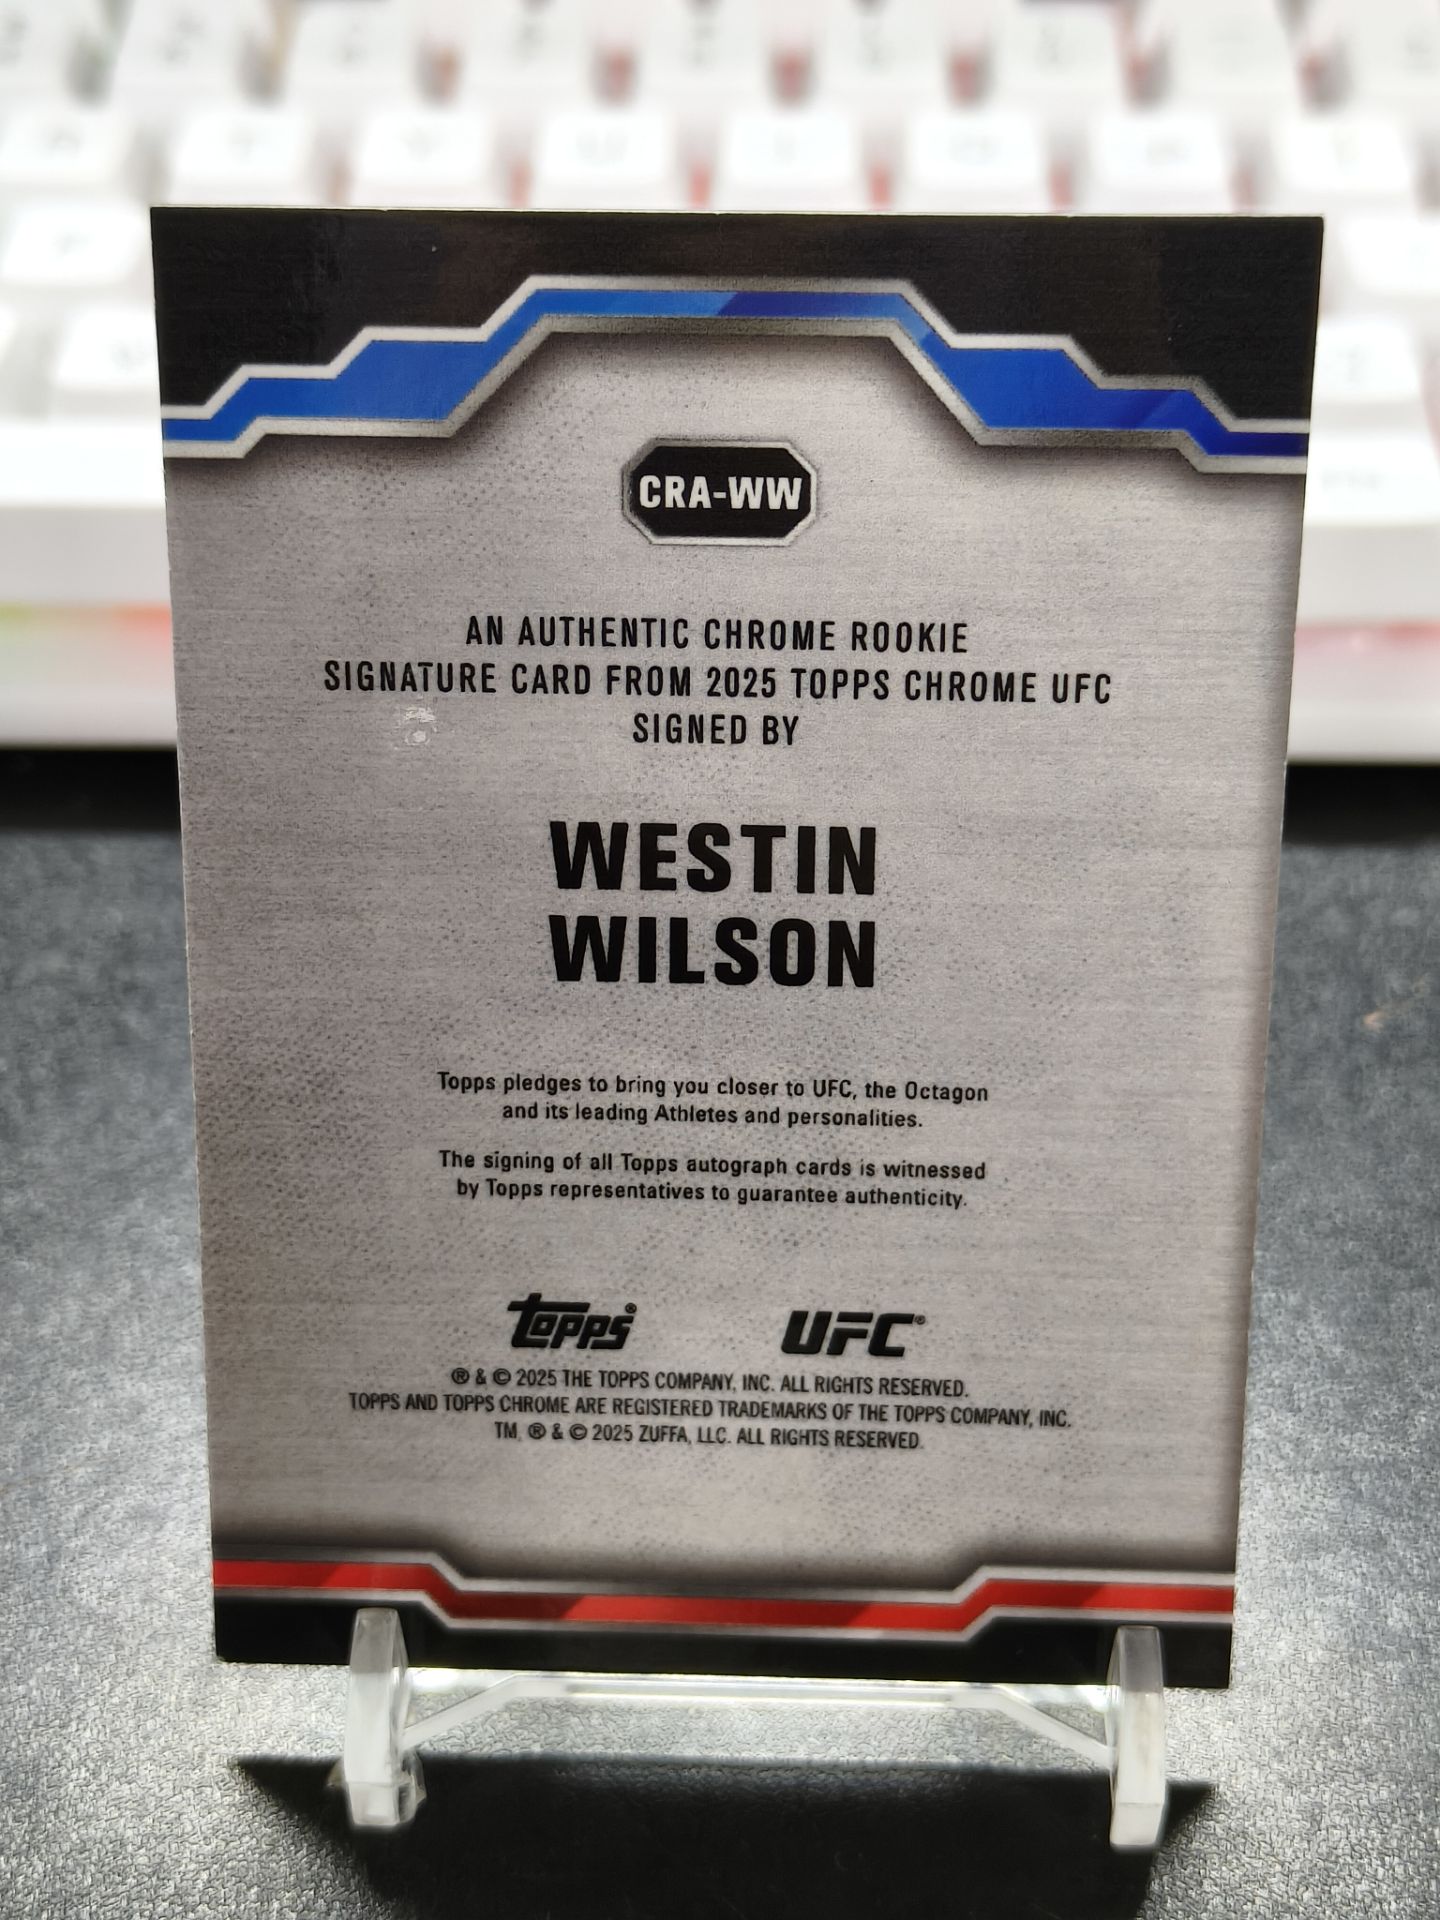 CRA-WW
AN AUTHENTIC CHROME ROOKIE
SIGNATURE CARD FROM 2025 TOPPS CHROME UFC
SIGNED BY
WESTIN
WILSON
Topps pledges to bring you closer to UFC, the Octagon
and its leading Athletes and personalities.
The signing of all Topps autograph cards is witnessed
by Topps representatives to guarantee authenticity.
topps® UFC®
® & © 2025 THE TOPPS COMPANY, INC. ALL RIGHTS RESERVED.
TOPPS AND TOPPS CHROME ARE REGISTERED TRADEMARKS OF THE TOPPS COMPANY, INC.
TM, ® & © 2025 ZUFFA, LLC. ALL RIGHTS RESERVED.